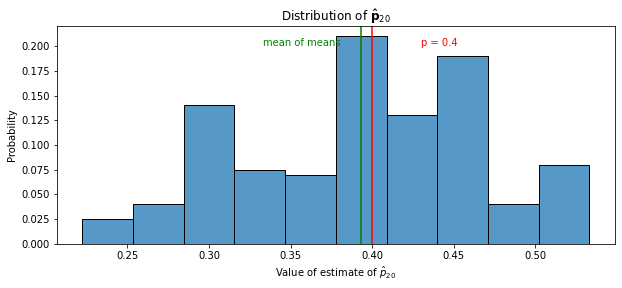 Distribution of p̂₂₀
mean of means
p = 0.4
0.200
0.175
0.150
0.125
0.100
0.075
0.050
0.025
0.000
Probability
0.25 0.30 0.35 0.40 0.45 0.50
Value of estimate of p̂₂₀